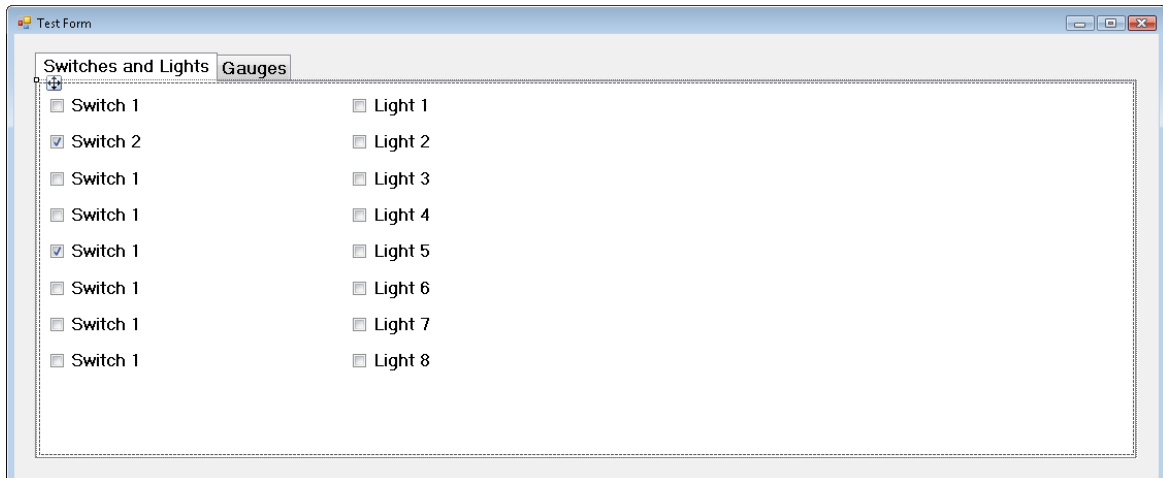 Test Form
Switches and Lights Gauges
Switch 1 Light 1
Switch 2 Light 2
Switch 1 Light 3
Switch 1 Light 4
Switch 1 Light 5
Switch 1 Light 6
Switch 1 Light 7
Switch 1 Light 8